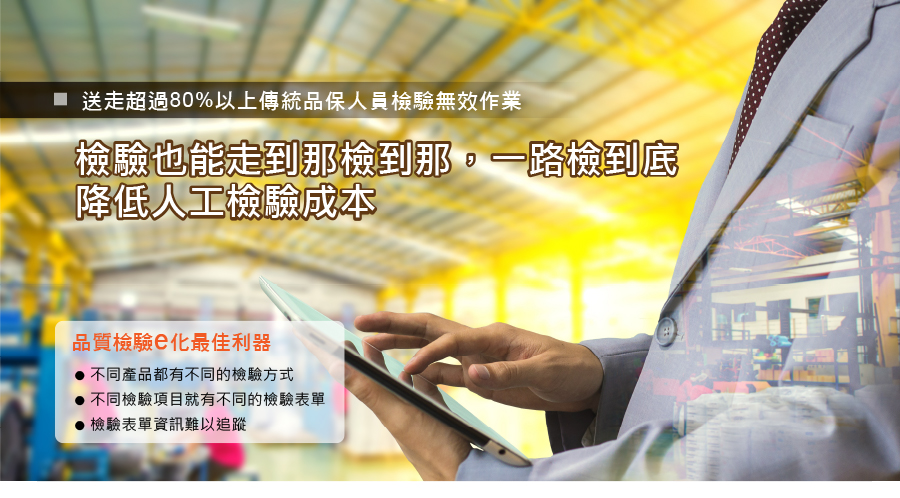 送走超過80%以上傳統品保人員檢驗無效作業
檢驗也能走到那檢到那，一路檢到底
降低人工檢驗成本
品質檢驗e化最佳利器
● 不同產品都有不同的檢驗方式
● 不同檢驗項目就有不同的檢驗表單
● 檢驗表單資訊難以追蹤